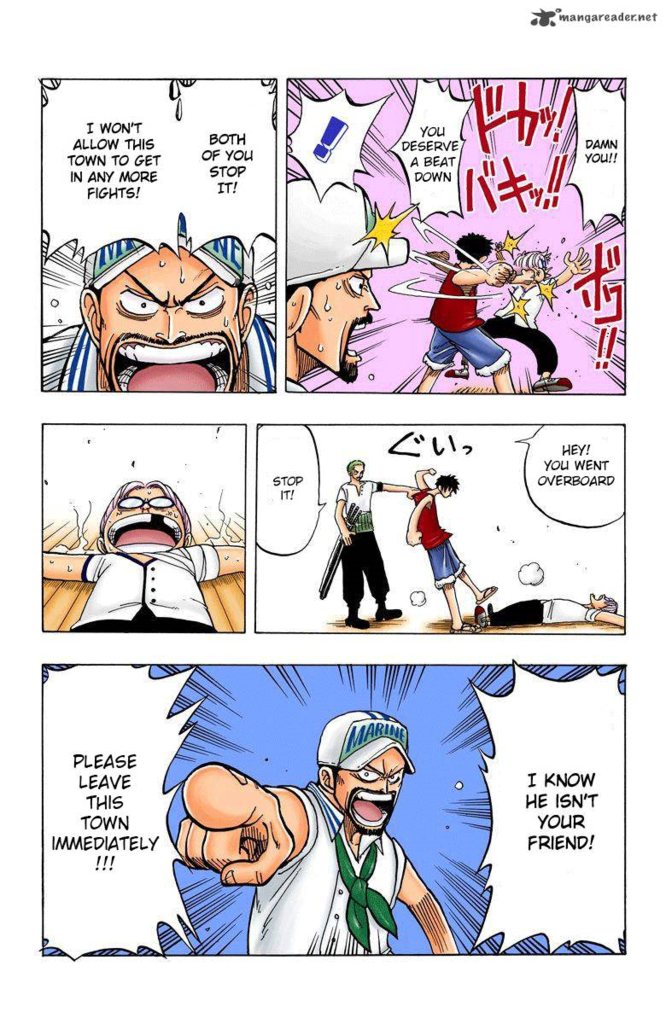 mangareader.net
DAMN
YOU!!
ドカッ!
バキッ!!
ボコ!!
YOU
DESERVE
A BEAT
DOWN
!
BOTH
OF YOU
STOP
IT!
I WON'T
ALLOW THIS
TOWN TO GET
IN ANY MORE
FIGHTS!
MARINE
HEY!
YOU WENT
OVERBOARD
ぐいっ
STOP
IT!
I KNOW
HE ISN'T
YOUR
FRIEND!
MARINE
PLEASE
LEAVE
THIS
TOWN
IMMEDIATELY
!!!